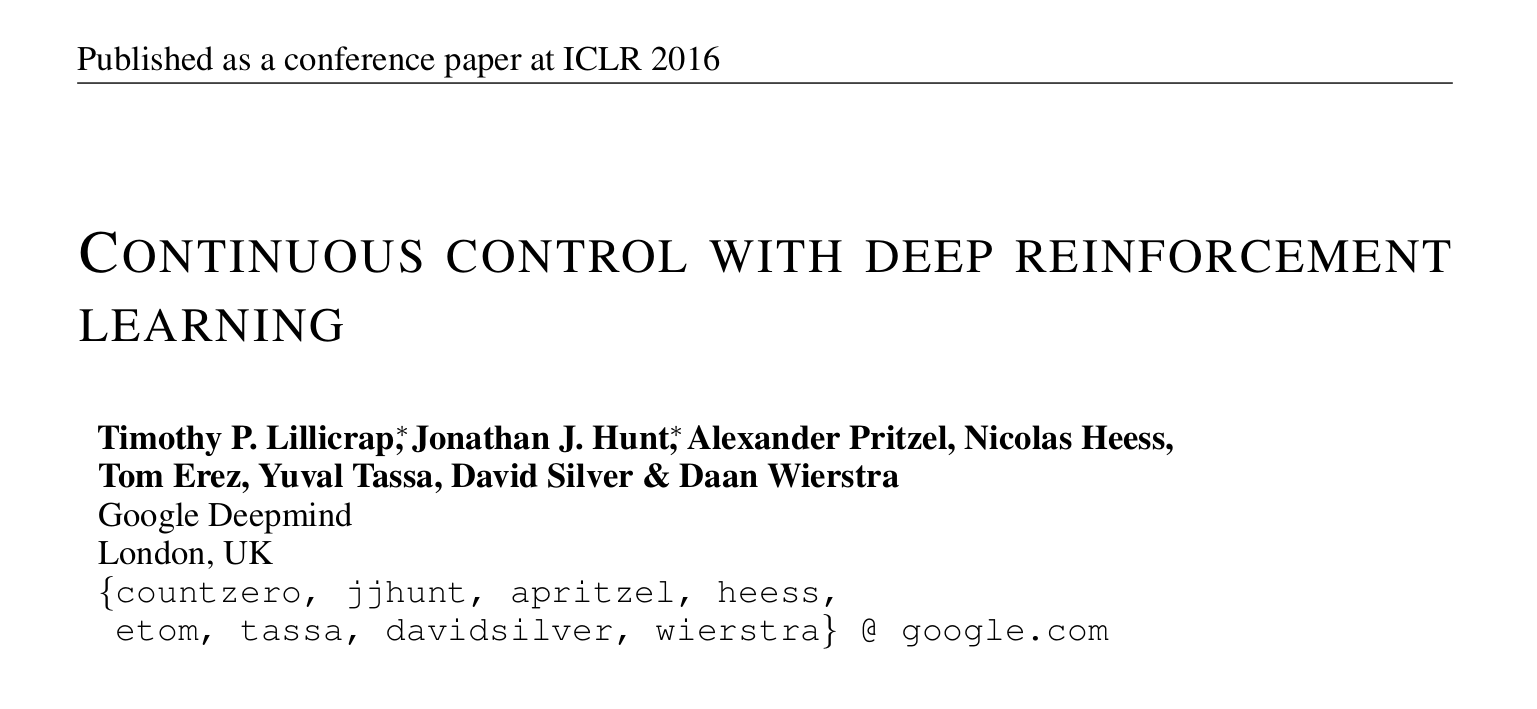 Published as a conference paper at ICLR 2016
CONTINUOUS CONTROL WITH DEEP REINFORCEMENT
LEARNING
Timothy P. Lillicrap,* Jonathan J. Hunt,* Alexander Pritzel, Nicolas Heess,
Tom Erez, Yuval Tassa, David Silver & Daan Wierstra
Google Deepmind
London, UK
{countzero, jjhunt, apritzel, heess,
etom, tassa, davidsilver, wierstra} @ google.com